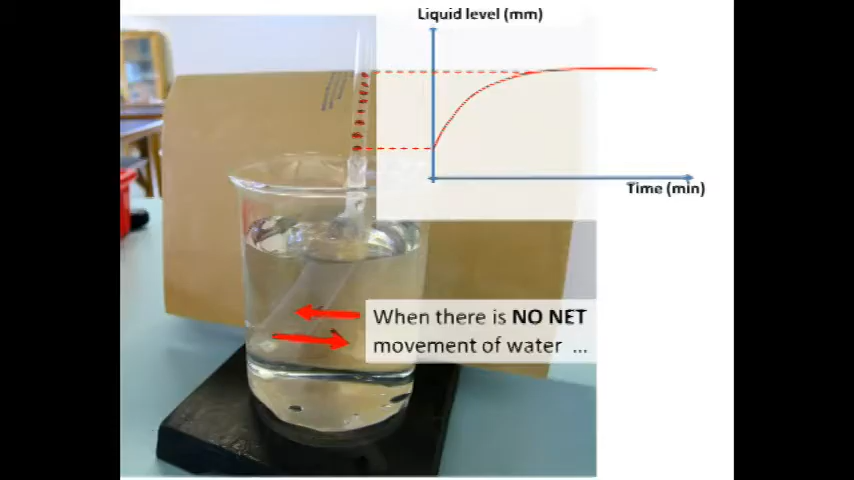 Liquid level (mm)
Time (min)
When there is NO NET
movement of water ...